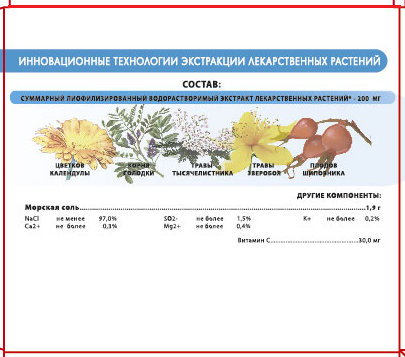 ИННОВАЦИОННЫЕ ТЕХНОЛОГИИ ЭКСТРАКЦИИ ЛЕКАРСТВЕННЫХ РАСТЕНИЙ
СОСТАВ:
СУММАРНЫЙ ЛИОФИЛИЗИРОВАННЫЙ ВОДОРАСТВОРИМЫЙ ЭКСТРАКТ ЛЕКАРСТВЕННЫХ РАСТЕНИЙ* - 200 МГ
ЦВЕТКОВ КАЛЕНДУЛЫ
КОРНЯ СОЛОДКИ
ТРАВЫ ТЫСЯЧЕЛИСТНИКА
ТРАВЫ ЗВЕРОБОЯ
ПЛОДОВ ШИПОВНИКА
ДРУГИЕ КОМПОНЕНТЫ:
Морская соль...1,9 г
NaCl не менее 97,0% SO2- не более 1,5% K+ не более 0,2%
Ca2+ не более 0,3% Mg2+ не более 0,4%
Витамин С...30,0 мг